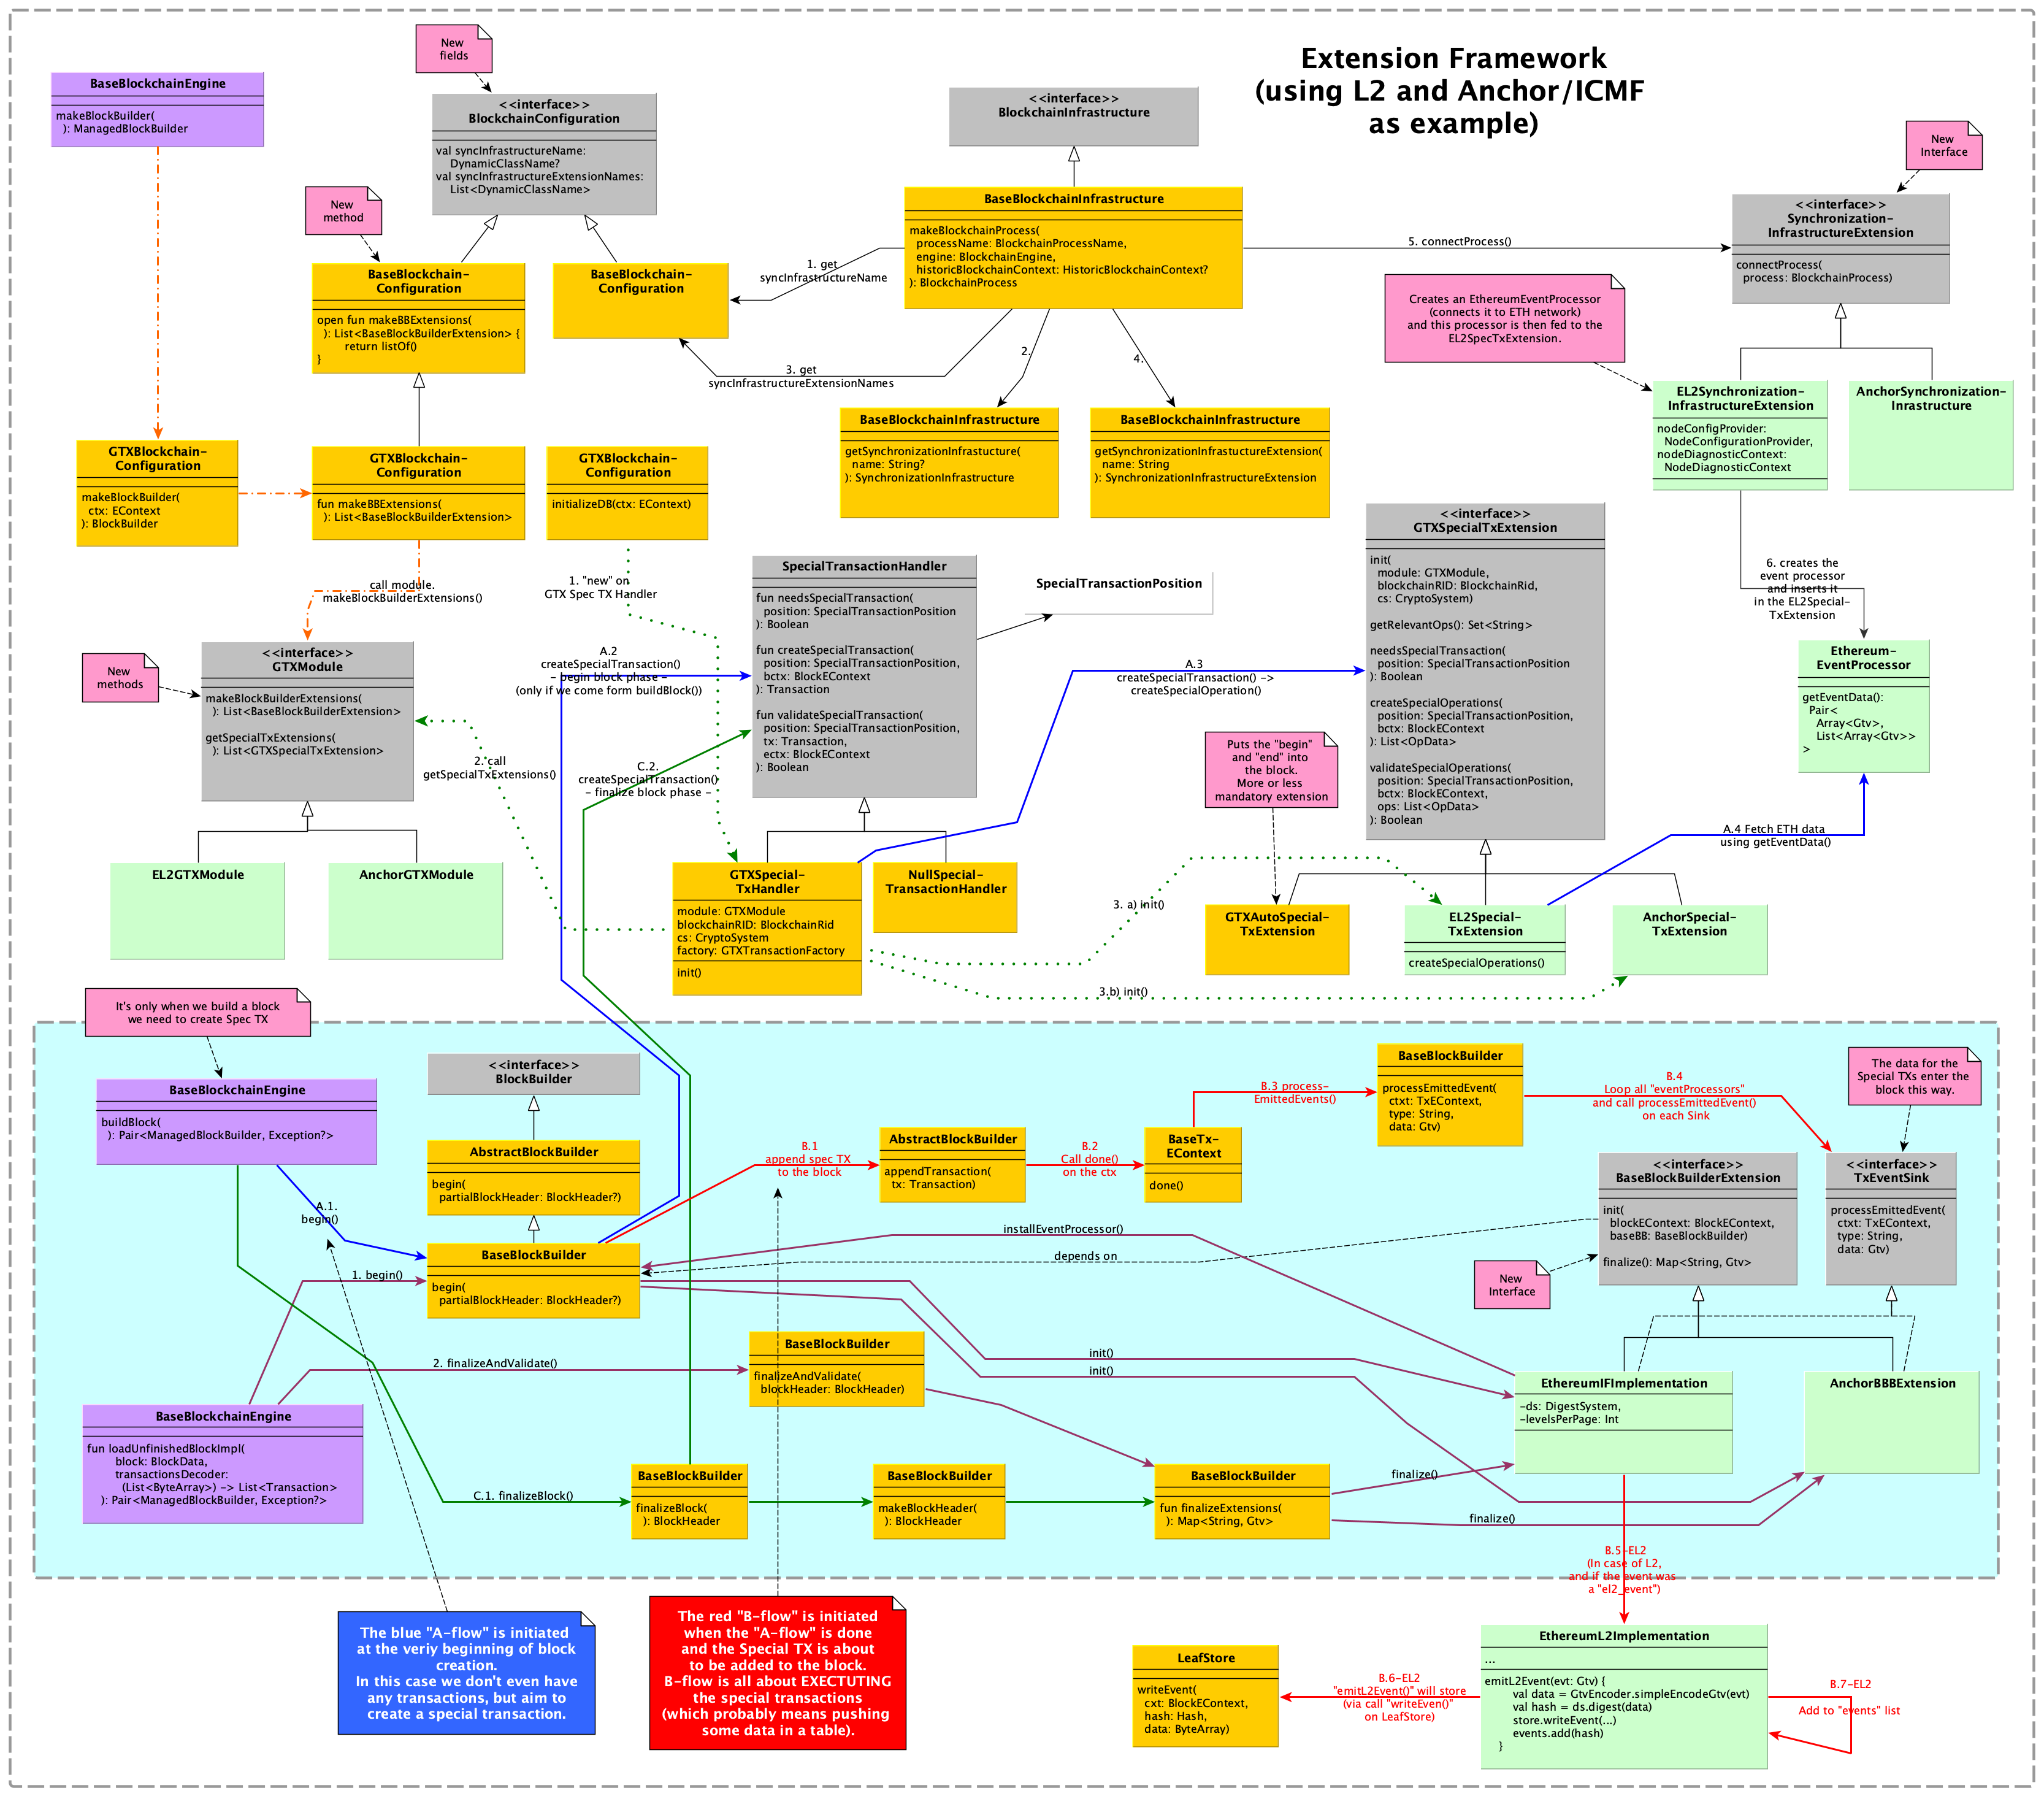 Extension Framework
(using L2 and Anchor/ICMF
as example)
New
fields
BaseBlockchainEngine
makeBlockBuilder(
): ManagedBlockBuilder
<<interface>>
BlockchainConfiguration
val syncInfrastructureName:
DynamicClassName?
val syncInfrastructureExtensionNames:
List<DynamicClassName>
<<interface>>
BlockchainInfrastructure
New
Interface
New
method
BaseBlockchainInfrastructure
makeBlockchainProcess(
processName: BlockchainProcessName,
engine: BlockchainEngine,
historicBlockchainContext: HistoricBlockchainContext?
): BlockchainProcess
<<interface>>
Synchronization-
InfrastructureExtension
connectProcess(
process: BlockchainProcess)
5. connectProcess()
1. get
syncInfrastructureName
BaseBlockchain-
Configuration
open fun makeBBExtensions(
): List<BaseBlockBuilderExtension> {
return listOf()
}
BaseBlockchain-
Configuration
Creates an EthereumEventProcessor
(connects it to ETH network)
and this processor is then fed to the
EL2SpecTxExtension.
2.
4.
3. get
syncInfrastructureExtensionNames
BaseBlockchainInfrastructure
getSynchronizationInfrastucture(
name: String?
): SynchronizationInfrastructure
BaseBlockchainInfrastructure
getSynchronizationInfrastuctureExtension(
name: String
): SynchronizationInfrastructureExtension
EL2Synchronization-
InfrastructureExtension
nodeConfigProvider:
NodeConfigurationProvider,
nodeDiagnosticContext:
NodeDiagnosticContext
AnchorSynchronization-
Inrastructure
GTXBlockchain-
Configuration
makeBlockBuilder(
ctx: EContext
): BlockBuilder
GTXBlockchain-
Configuration
fun makeBBExtensions(
): List<BaseBlockBuilderExtension>
GTXBlockchain-
Configuration
initializeDB(ctx: EContext)
call module.
makeBlockBuilderExtensions()
1. "new" on
GTX Spec TX Handler
SpecialTransactionHandler
fun needsSpecialTransaction(
position: SpecialTransactionPosition
): Boolean
fun createSpecialTransaction(
position: SpecialTransactionPosition,
bctx: BlockEContext
): Transaction
fun validateSpecialTransaction(
position: SpecialTransactionPosition,
tx: Transaction,
ectx: BlockEContext
): Boolean
SpecialTransactionPosition
<<interface>>
GTXSpecialTxExtension
init(
module: GTXModule,
blockchainRID: BlockchainRid,
cs: CryptoSystem)
getRelevantOps(): Set<String>
needsSpecialTransaction(
position: SpecialTransactionPosition
): Boolean
createSpecialOperations(
position: SpecialTransactionPosition,
bctx: BlockEContext
): List<OpData>
validateSpecialOperations(
position: SpecialTransactionPosition,
bctx: BlockEContext,
ops: List<OpData>
): Boolean
6. creates the
event processor
and inserts it
in the EL2Special-
TxExtension
Ethereum-
EventProcessor
getEventData():
Pair<
Array<Gtv>,
List<Array<Gtv>>
>
New
methods
<<interface>>
GTXModule
makeBlockBuilderExtensions(
): List<BaseBlockBuilderExtension>
getSpecialTxExtensions(
): List<GTXSpecialTxExtension>
A.2
createSpecialTransaction()
- begin block phase -
(only if we come form buildBlock())
A.3
createSpecialTransaction() ->
createSpecialOperation()
2. call
getSpecialTxExtensions()
C.2.
createSpecialTransaction()
- finalize block phase -
Puts the "begin"
and "end" into
the block.
More or less
mandatory extension
A.4 Fetch ETH data
using getEventData()
EL2GTXModule
AnchorGTXModule
GTXSpecial-
TxHandler
module: GTXModule
blockchainRID: BlockchainRid
cs: CryptoSystem
factory: GTXTransactionFactory
init()
NullSpecial-
TransactionHandler
3. a) init()
3.b) init()
GTXAutoSpecial-
TxExtension
EL2Special-
TxExtension
createSpecialOperations()
AnchorSpecial-
TxExtension
It's only when we build a block
we need to create Spec TX
BaseBlockchainEngine
buildBlock(
): Pair<ManagedBlockBuilder, Exception?>
<<interface>>
BlockBuilder
AbstractBlockBuilder
begin(
partialBlockHeader: BlockHeader?)
B.1
append spec TX
to the block
AbstractBlockBuilder
appendTransaction(
tx: Transaction)
B.2
Call done()
on the ctx
BaseTx-
EContext
done()
B.3 process-
EmittedEvents()
BaseBlockBuilder
processEmittedEvent(
ctxt: TxEContext,
type: String,
data: Gtv)
B.4
Loop all "eventProcessors"
and call processEmittedEvent()
on each Sink
The data for the
Special TXs enter the
block this way.
<<interface>>
BaseBlockBuilderExtension
init(
blockEContext: BlockEContext,
baseBB: BaseBlockBuilder)
finalize(): Map<String, Gtv>
<<interface>>
TxEventSink
processEmittedEvent(
ctxt: TxEContext,
type: String,
data: Gtv)
A.1.
begin()
installEventProcessor()
depends on
New
Interface
1. begin()
BaseBlockBuilder
begin(
partialBlockHeader: BlockHeader?)
BaseBlockBuilder
finalizeAndValidate(
blockHeader: BlockHeader)
2. finalizeAndValidate()
init()
init()
EthereumIFImplementation
-ds: DigestSystem,
-levelsPerPage: Int
AnchorBBBExtension
BaseBlockchainEngine
fun loadUnfinishedBlockImpl(
block: BlockData,
transactionsDecoder:
(List<ByteArray>) -> List<Transaction>
): Pair<ManagedBlockBuilder, Exception?>
C.1. finalizeBlock()
BaseBlockBuilder
finalizeBlock(
): BlockHeader
BaseBlockBuilder
makeBlockHeader(
): BlockHeader
BaseBlockBuilder
fun finalizeExtensions(
): Map<String, Gtv>
finalize()
finalize()
B.5-EL2
(In case of L2,
and if the event was
a "el2_event")
The blue "A-flow" is initiated
at the veriy beginning of block
creation.
In this case we don't even have
any transactions, but aim to
create a special transaction.
The red "B-flow" is initiated
when the "A-flow" is done
and the Special TX is about
to be added to the block.
B-flow is all about EXECTUTING
the special transactions
(which probably means pushing
some data in a table).
LeafStore
writeEvent(
cxt: BlockEContext,
hash: Hash,
data: ByteArray)
B.6-EL2
"emitL2Event()" will store
(via call "writeEven()"
on LeafStore)
EthereumL2Implementation
...
emitL2Event(evt: Gtv) {
val data = GtvEncoder.simpleEncodeGtv(evt)
val hash = ds.digest(data)
store.writeEvent(...)
events.add(hash)
}
B.7-EL2
Add to "events" list